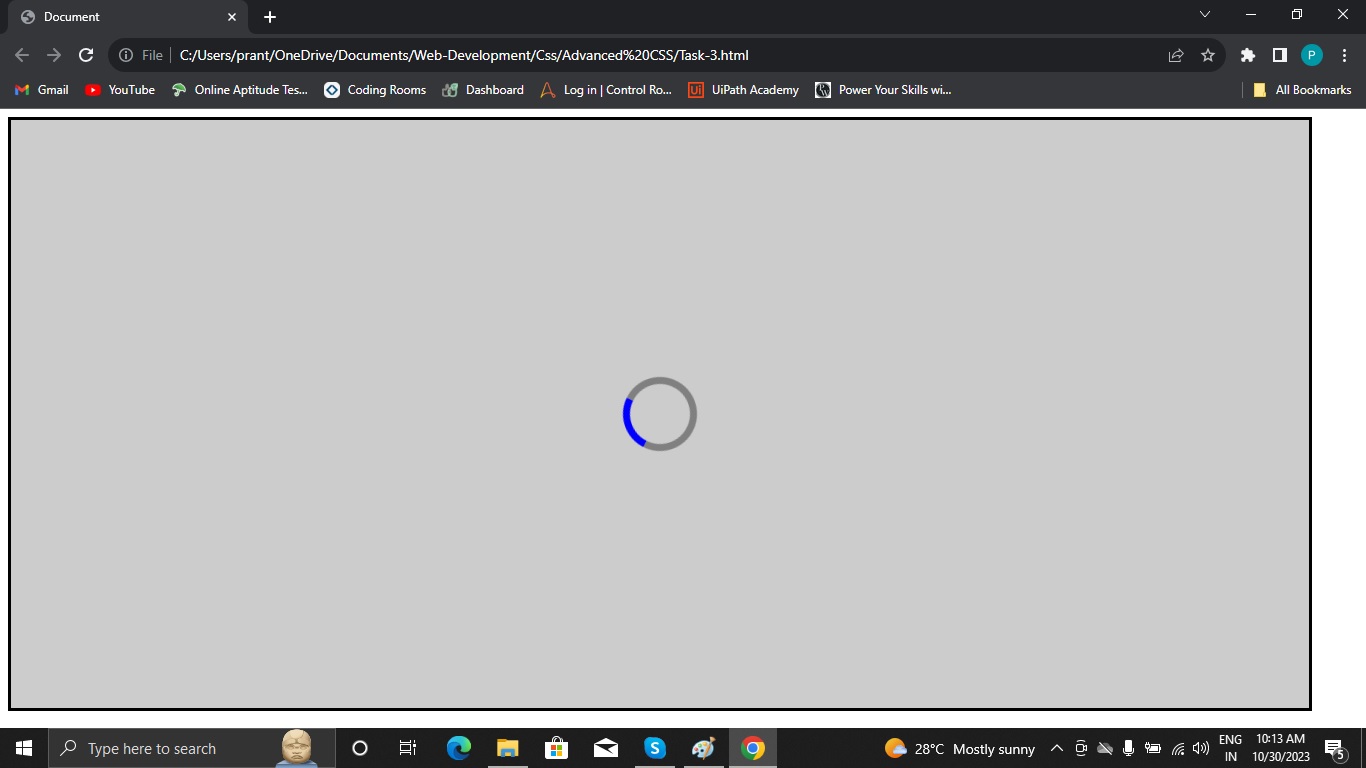 Document
File C:/Users/prant/OneDrive/Documents/Web-Development/Css/Advanced%20CSS/Task-3.html
P
Gmail YouTube Online Aptitude Tes... Coding Rooms Dashboard Log in | Control Ro... Ui UiPath Academy Power Your Skills wi... All Bookmarks
Type here to search
28°C Mostly sunny
ENG
IN
10:13 AM
10/30/2023
5